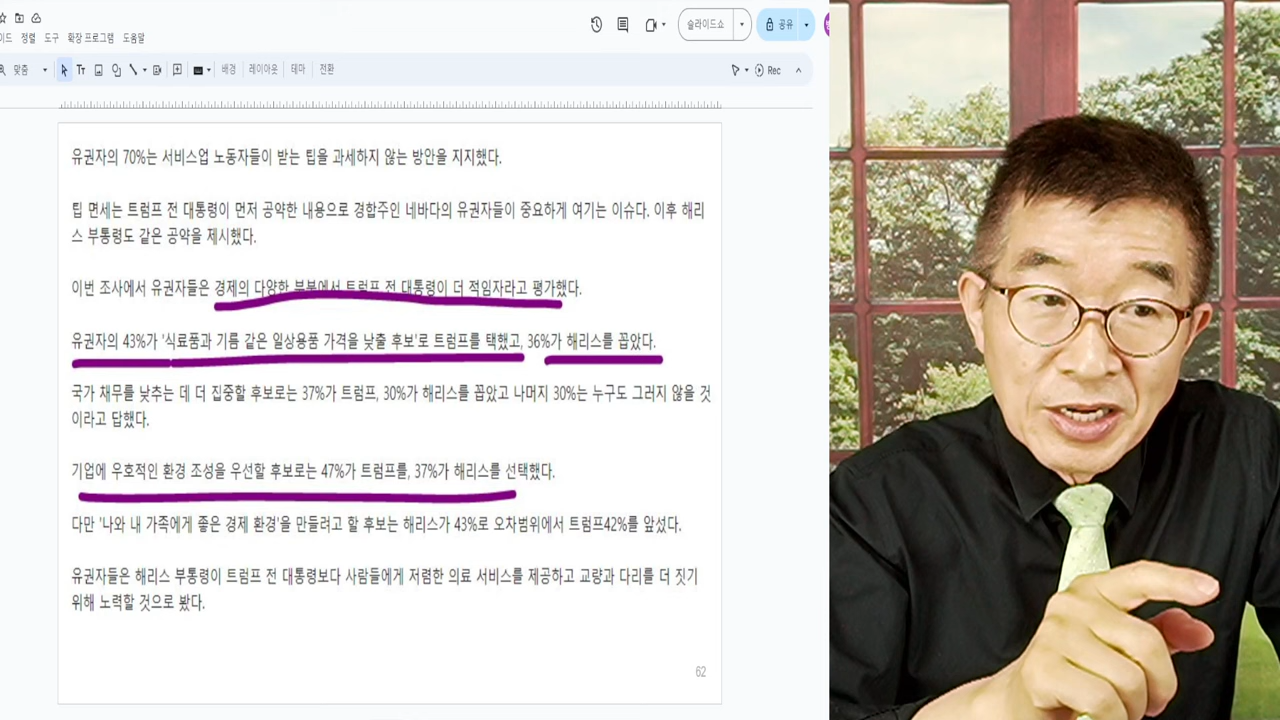 이드 정렬 도구 확장 프로그램 도움말
슬라이드쇼
공유
맞춤
배경 레이아웃 테마 전환
Rec
유권자의 70%는 서비스업 노동자들이 받는 팁을 과세하지 않는 방안을 지지했다.
팁 면세는 트럼프 전 대통령이 먼저 공약한 내용으로 경합주인 네바다의 유권자들이 중요하게 여기는 이슈다. 이후 해리
스 부통령도 같은 공약을 제시했다.
이번 조사에서 유권자들은 경제의 다양한 부분에서 트럼프 전 대통령이 더 적임자라고 평가했다.
유권자의 43%가 '식료품과 기름 같은 일상용품 가격을 낮출 후보'로 트럼프를 택했고, 36%가 해리스를 꼽았다.
국가 채무를 낮추는 데 더 집중할 후보로는 37%가 트럼프, 30%가 해리스를 꼽았고 나머지 30%는 누구도 그러지 않을 것
이라고 답했다.
기업에 우호적인 환경 조성을 우선할 후보로는 47%가 트럼프를, 37%가 해리스를 선택했다.
다만 '나와 내 가족에게 좋은 경제 환경'을 만들려고 할 후보는 해리스가 43%로 오차범위에서 트럼프42%를 앞섰다.
유권자들은 해리스 부통령이 트럼프 전 대통령보다 사람들에게 저렴한 의료 서비스를 제공하고 교량과 다리를 더 짓기
위해 노력할 것으로 봤다.
62